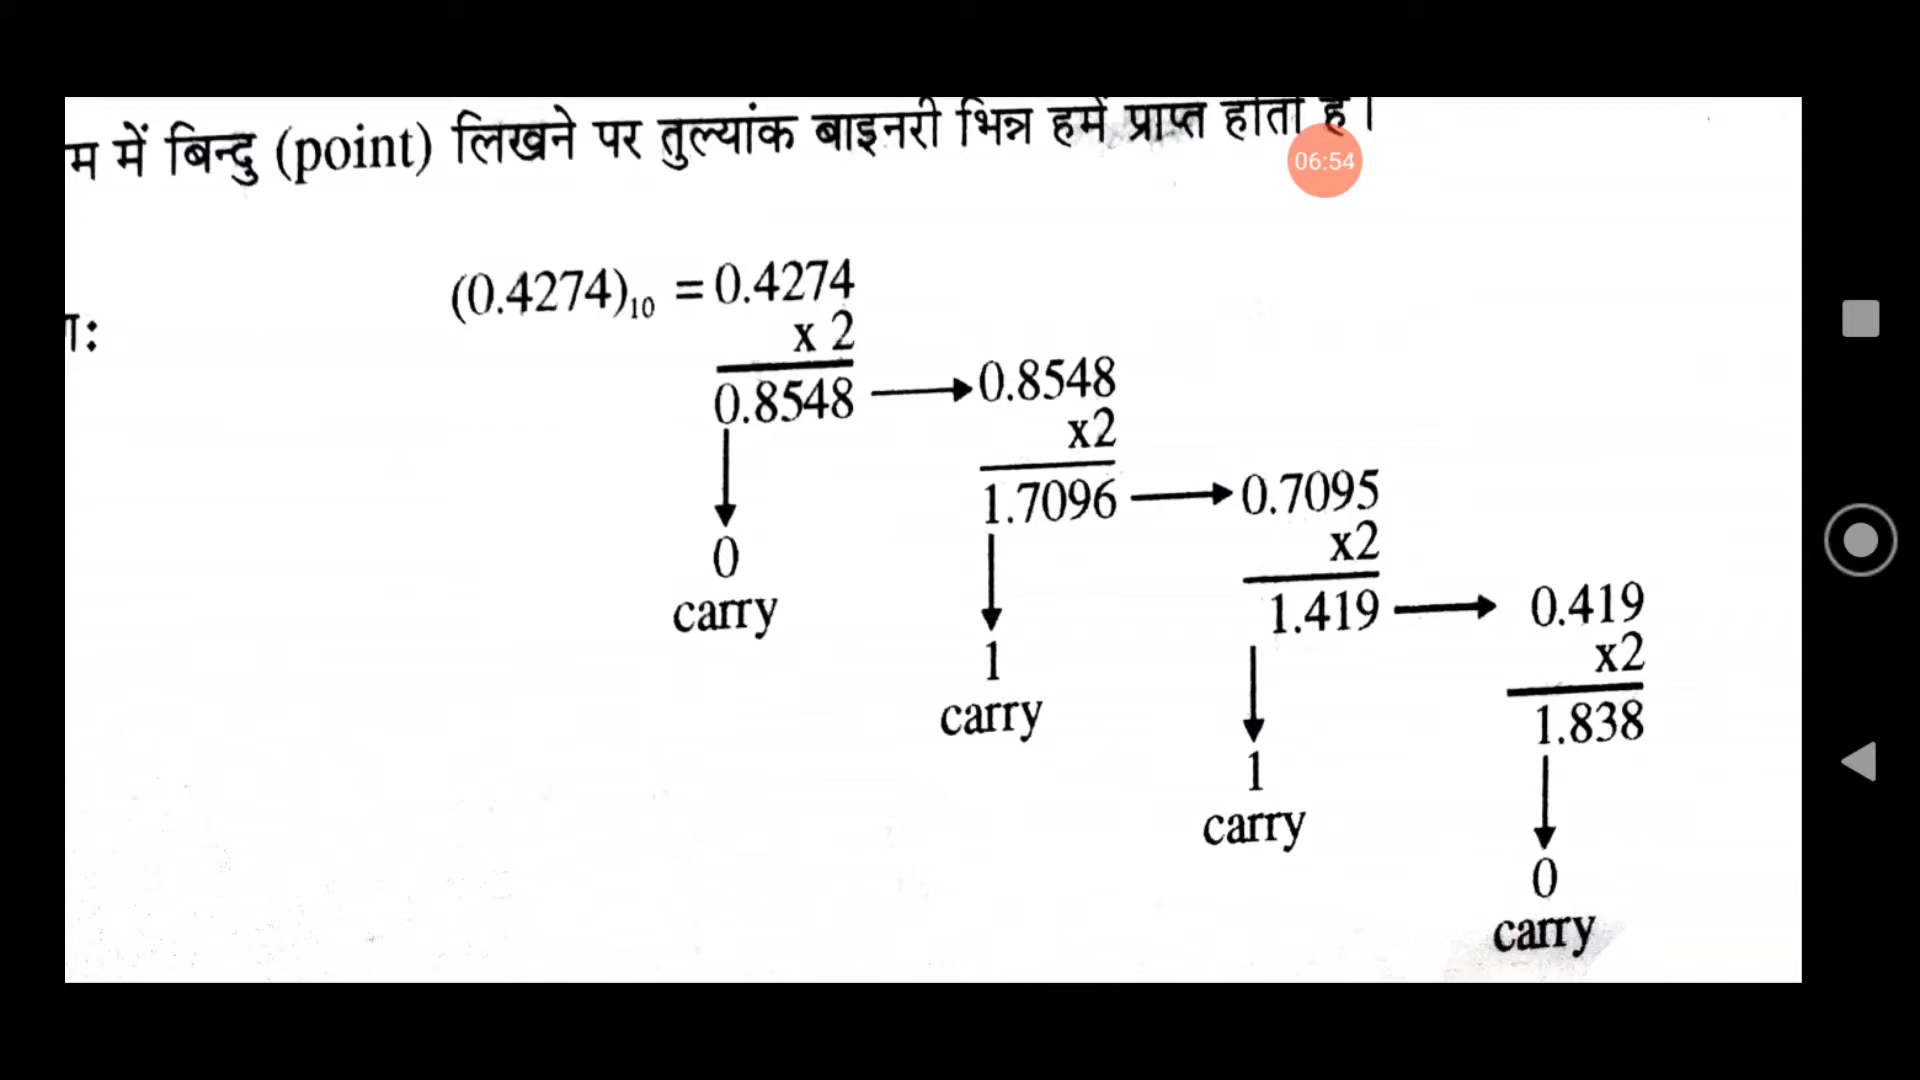 म में बिन्दु (point) लिखने पर तुल्यांक बाइनरी भिन्न हमें प्राप्त होता है।
06:54
(0.4274)₁₀ = 0.4274
x 2
णः
0.8548 → 0.8548
x2
1.7096 → 0.7095
0
x2
carry
1.419 → 0.419
1
x2
carry
1.838
1
carry
0
carry